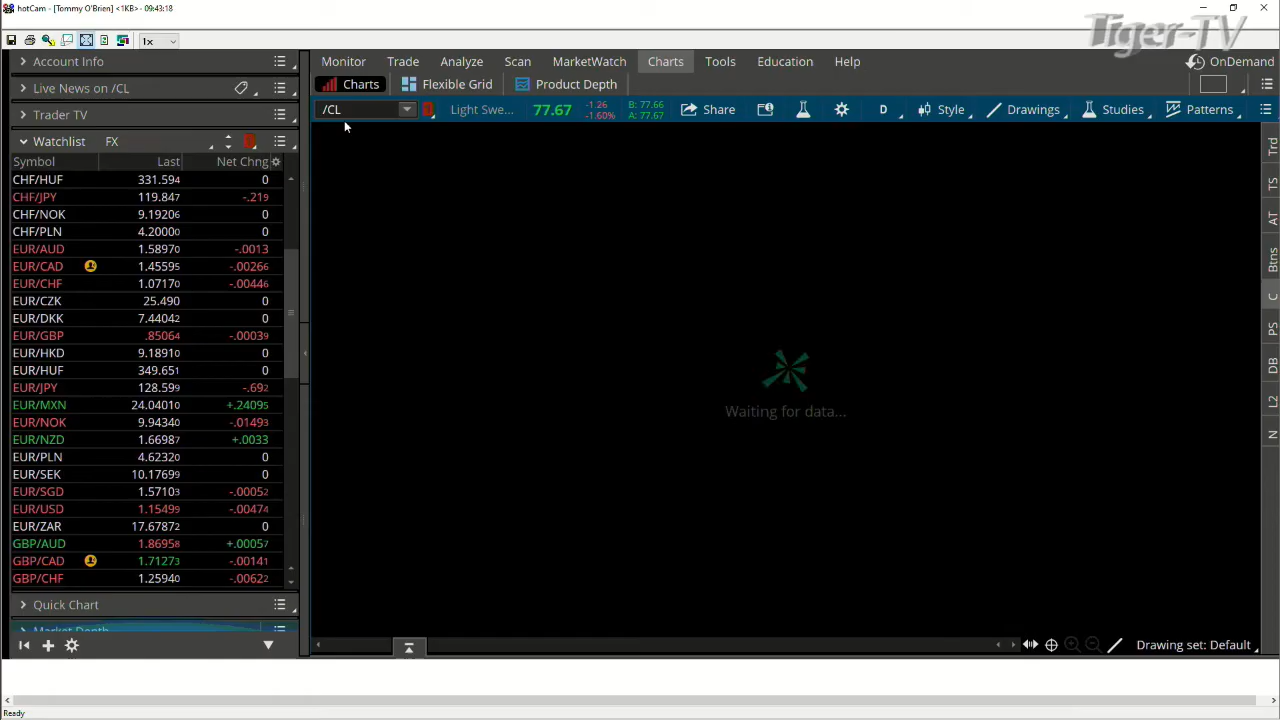 hotCam - [Tommy O'Brien] <1KB> - 09:43:18
Tiger-TV
1x
Account Info
Monitor Trade Analyze Scan MarketWatch Charts Tools Education Help
OnDemand
Live News on /CL
Charts Flexible Grid Product Depth
Trader TV
/CL Light Swe... 77.67 -1.26 -1.60% B: 77.66 A: 77.67 Share D Style Drawings Studies Patterns
Watchlist FX
Symbol Last Net Chng
CHF/HUF 331.594 0
CHF/JPY 119.847 -.219
CHF/NOK 9.19206 0
CHF/PLN 4.20000 0
EUR/AUD 1.58970 -.0013
EUR/CAD 1.45595 -.00266
EUR/CHF 1.07170 -.00446
EUR/CZK 25.490 0
EUR/DKK 7.44042 0
EUR/GBP .85064 -.00039
EUR/HKD 9.18910 0
EUR/HUF 349.651 0
EUR/JPY 128.599 -.692
EUR/MXN 24.04010 +.24095
EUR/NOK 9.94340 -.01493
EUR/NZD 1.66987 +.0033
EUR/PLN 4.62320 0
EUR/SEK 10.17699 0
EUR/SGD 1.57103 -.00052
EUR/USD 1.15499 -.00474
EUR/ZAR 17.67872 0
GBP/AUD 1.86958 +.00057
GBP/CAD 1.71273 -.00141
GBP/CHF 1.25940 -.00622
Waiting for data...
Trd
TS
AT
Btns
C
PS
DB
L2
N
Quick Chart
Market Depth
Drawing set: Default
Ready